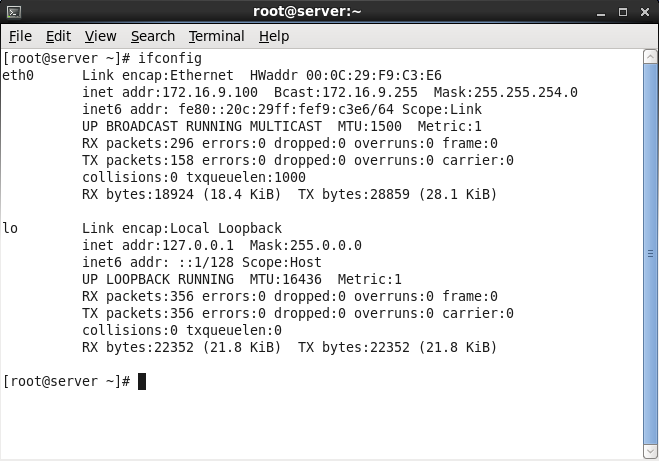 root@server:~
File Edit View Search Terminal Help
[root@server ~]# ifconfig
eth0      Link encap:Ethernet  HWaddr 00:0C:29:F9:C3:E6
          inet addr:172.16.9.100  Bcast:172.16.9.255  Mask:255.255.254.0
          inet6 addr: fe80::20c:29ff:fef9:c3e6/64 Scope:Link
          UP BROADCAST RUNNING MULTICAST  MTU:1500  Metric:1
          RX packets:296 errors:0 dropped:0 overruns:0 frame:0
          TX packets:158 errors:0 dropped:0 overruns:0 carrier:0
          collisions:0 txqueuelen:1000
          RX bytes:18924 (18.4 KiB)  TX bytes:28859 (28.1 KiB)
lo        Link encap:Local Loopback
          inet addr:127.0.0.1  Mask:255.0.0.0
          inet6 addr: ::1/128 Scope:Host
          UP LOOPBACK RUNNING  MTU:16436  Metric:1
          RX packets:356 errors:0 dropped:0 overruns:0 frame:0
          TX packets:356 errors:0 dropped:0 overruns:0 carrier:0
          collisions:0 txqueuelen:0
          RX bytes:22352 (21.8 KiB)  TX bytes:22352 (21.8 KiB)
[root@server ~]#